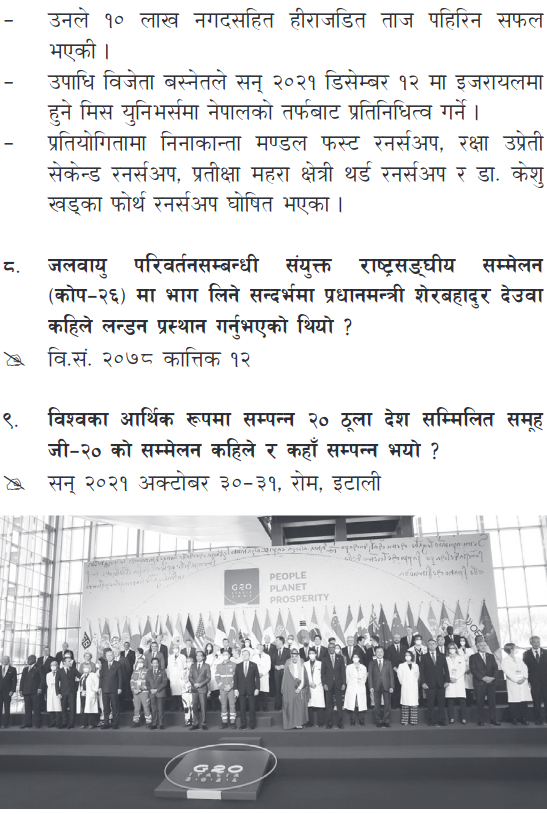 – उनले १० लाख नगदसहित हीराजडित ताज पहिरिन सफल
भएकी ।
– उपाधि विजेता बस्नेतले सन् २०२१ डिसेम्बर १२ मा इजरायलमा
हुने मिस युनिभर्समा नेपालको तर्फबाट प्रतिनिधित्व गर्ने ।
– प्रतियोगितामा निनाकान्ता मण्डल फस्ट रनर्सअप, रक्षा उप्रेती
सेकेन्ड रनर्सअप, प्रतीक्षा महरा क्षेत्री थर्ड रनर्सअप र डा. केशु
खड्का फोर्थ रनर्सअप घोषित भएका ।
८. जलवायु परिवर्तनसम्बन्धी संयुक्त राष्ट्रसङ्घीय सम्मेलन
(कोप–२६) मा भाग लिने सन्दर्भमा प्रधानमन्त्री शेरबहादुर देउवा
कहिले लन्डन प्रस्थान गर्नुभएको थियो ?
वि.सं. २०७८ कात्तिक १२
९. विश्वका आर्थिक रूपमा सम्पन्न २० ठूला देश सम्मिलित समूह
जी–२० को सम्मेलन कहिले र कहाँ सम्पन्न भयो ?
सन् २०२१ अक्टोबर ३०–३१, रोम, इटाली
G20
PEOPLE
PLANET
PROSPERITY
G20
ITALIA
2021